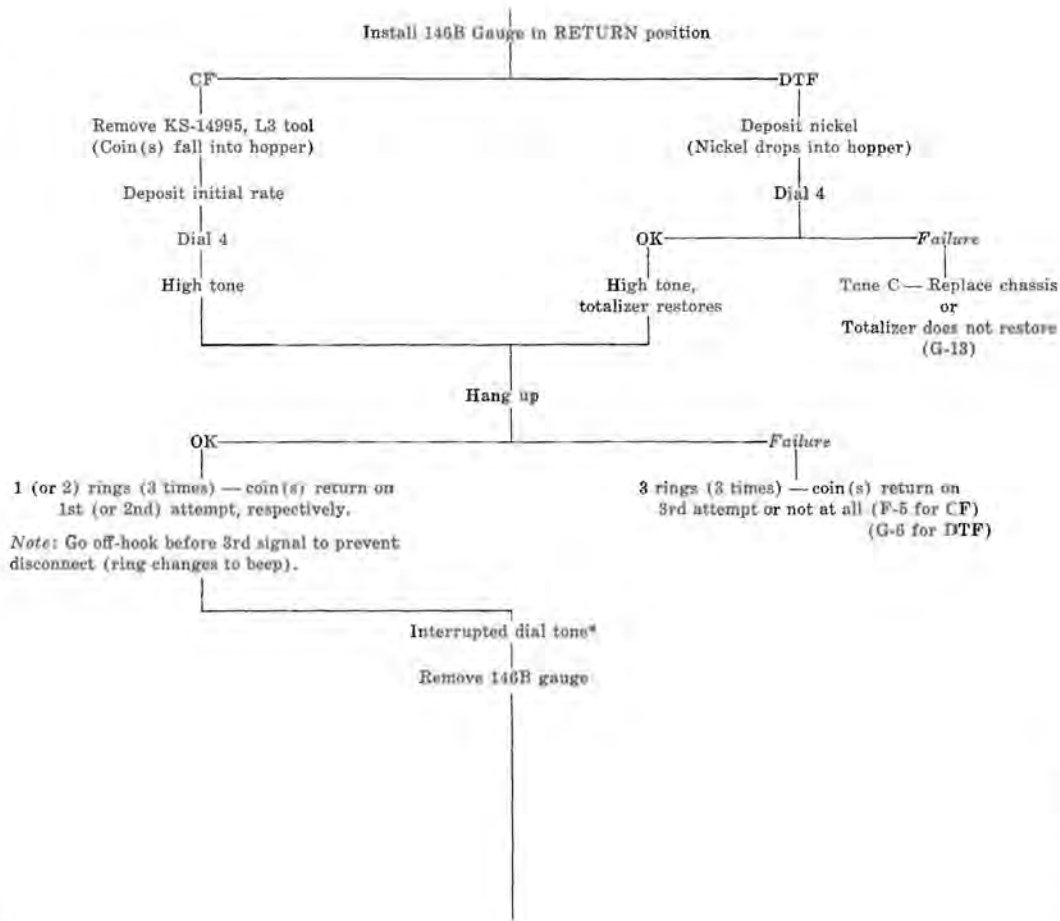 Install 146B Gauge in RETURN position
CF
DTF
Remove KS-14995, L3 tool
(Coin(s) fall into hopper)
Deposit initial rate
Dial 4
High tone
Deposit nickel
(Nickel drops into hopper)
Dial 4
OK
Failure
High tone,
totalizer restores
Tone C — Replace chassis
or
Totalizer does not restore
(G-13)
Hang up
OK
Failure
1 (or 2) rings (3 times) — coin(s) return on
1st (or 2nd) attempt, respectively.
Note: Go off-hook before 3rd signal to prevent
disconnect (ring changes to beep).
3 rings (3 times) — coin(s) return on
3rd attempt or not at all (F-5 for CF)
(G-6 for DTF)
Interrupted dial tone*
Remove 146B gauge